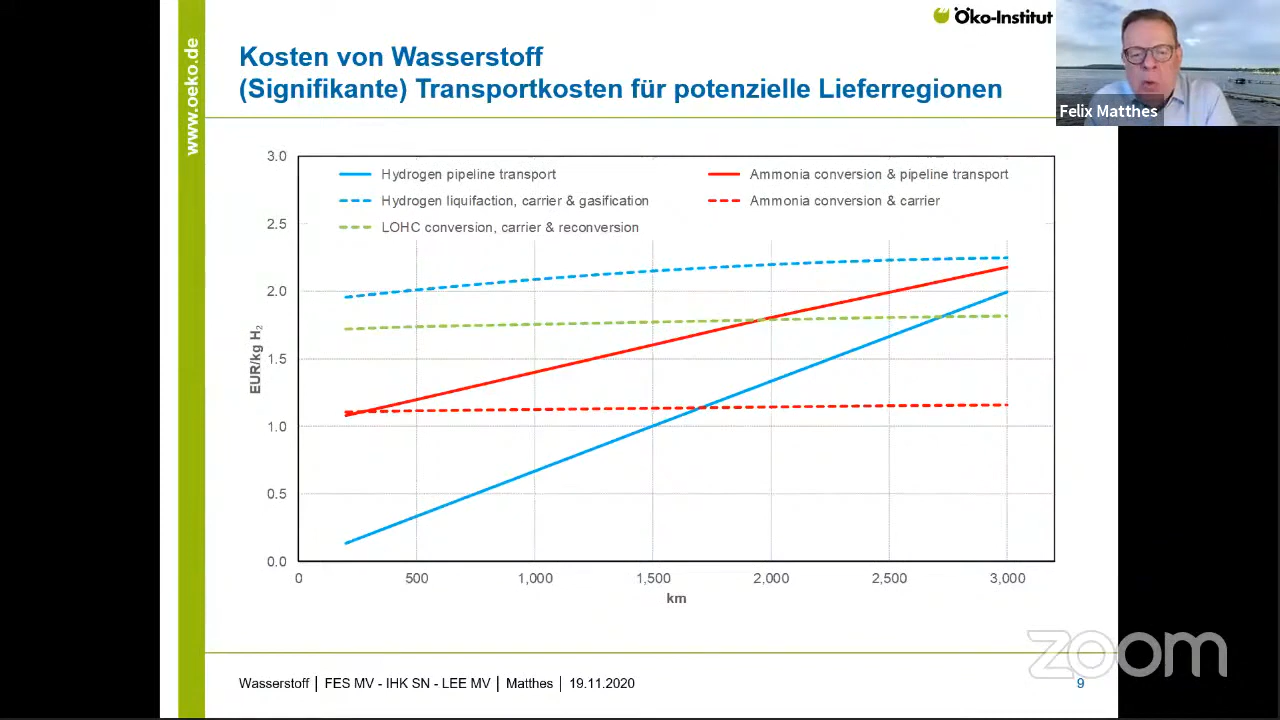 Öko-Institut
www.oeko.de
Kosten von Wasserstoff
(Signifikante) Transportkosten für potenzielle Lieferregionen
Felix Matthes
Hydrogen pipeline transport
Ammonia conversion & pipeline transport
Hydrogen liquifaction, carrier & gasification
Ammonia conversion & carrier
LOHC conversion, carrier & reconversion
EUR/kg H₂
3.0
2.5
2.0
1.5
1.0
0.5
0.0
0 500 1,000 1,500 2,000 2,500 3,000
km
zoom
Wasserstoff | FES MV - IHK SN - LEE MV | Matthes | 19.11.2020
9